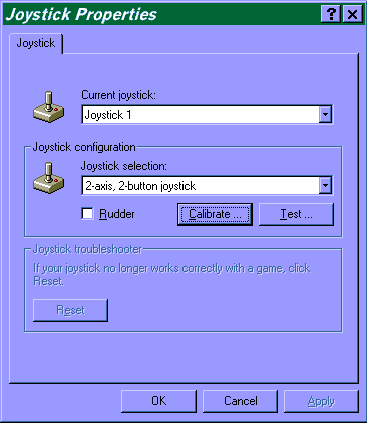 Joystick Properties
? ×
Joystick
Current joystick:
Joystick 1
Joystick configuration
Joystick selection:
2-axis, 2-button joystick
Rudder
Calibrate ...
Test ...
Joystick troubleshooter
If your joystick no longer works correctly with a game, click
Reset.
Reset
OK
Cancel
Apply